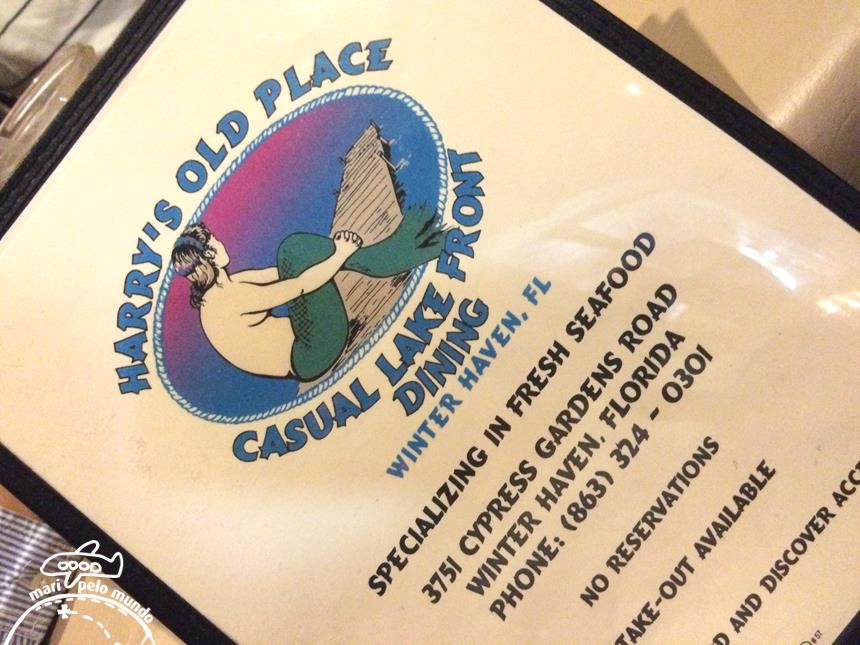 HARRY'S OLD PLACE
CASUAL LAKE FRONT
DINING
WINTER HAVEN, FL
SPECIALIZING IN FRESH SEAFOOD
3751 CYPRESS GARDENS ROAD
WINTER HAVEN, FLORIDA
PHONE: (863) 324 - 0301
NO RESERVATIONS
TAKE-OUT AVAILABLE
AND DISCOVER
mari pelo mundo